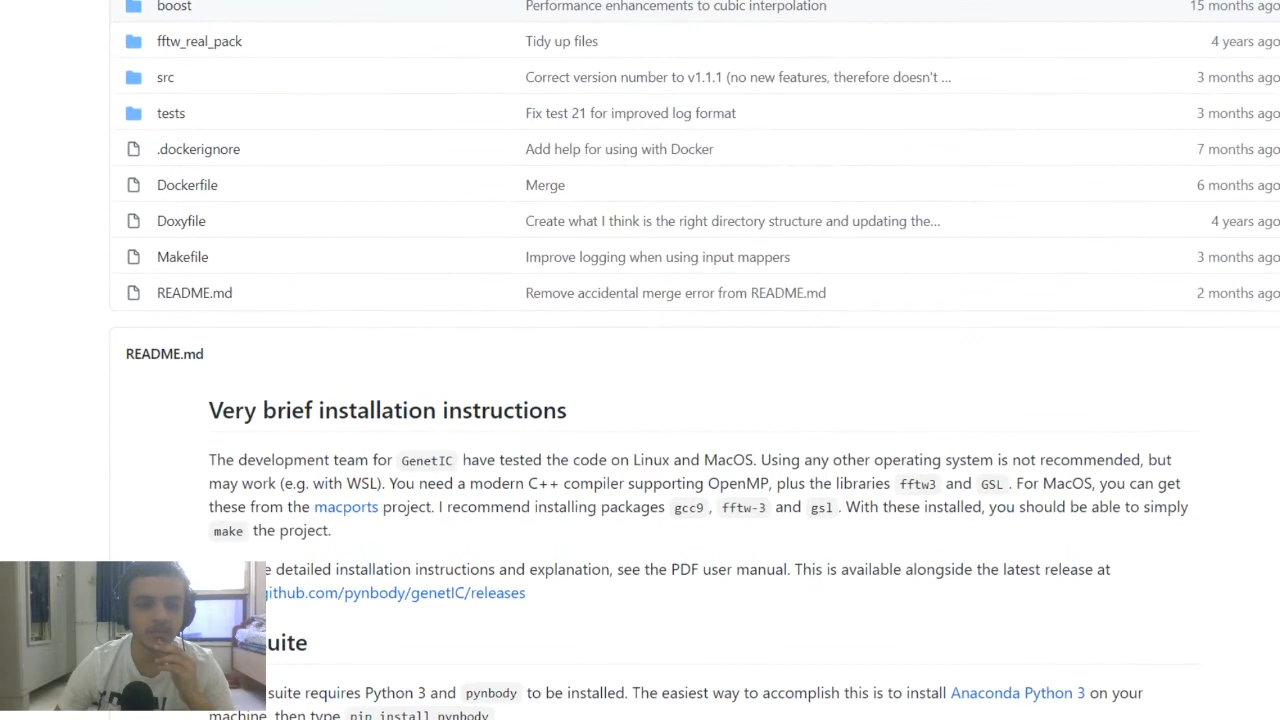 boost Performance enhancements to cubic interpolation 15 months ago
fftw_real_pack Tidy up files 4 years ago
src Correct version number to v1.1.1 (no new features, therefore doesn't ... 3 months ago
tests Fix test 21 for improved log format 3 months ago
.dockerignore Add help for using with Docker 7 months ago
Dockerfile Merge 6 months ago
Doxyfile Create what I think is the right directory structure and updating the... 4 years ago
Makefile Improve logging when using input mappers 3 months ago
README.md Remove accidental merge error from README.md 2 months ago
README.md
Very brief installation instructions
The development team for GenetIC have tested the code on Linux and MacOS. Using any other operating system is not recommended, but
may work (e.g. with WSL). You need a modern C++ compiler supporting OpenMP, plus the libraries fftw3 and GSL. For MacOS, you can get
these from the macports project. I recommend installing packages gcc9, fftw-3 and gsl. With these installed, you should be able to simply
make the project.
e detailed installation instructions and explanation, see the PDF user manual. This is available alongside the latest release at
github.com/pynbody/genetIC/releases
uite
suite requires Python 3 and pynbody to be installed. The easiest way to accomplish this is to install Anaconda Python 3 on your
machine, then type pip install pynbody